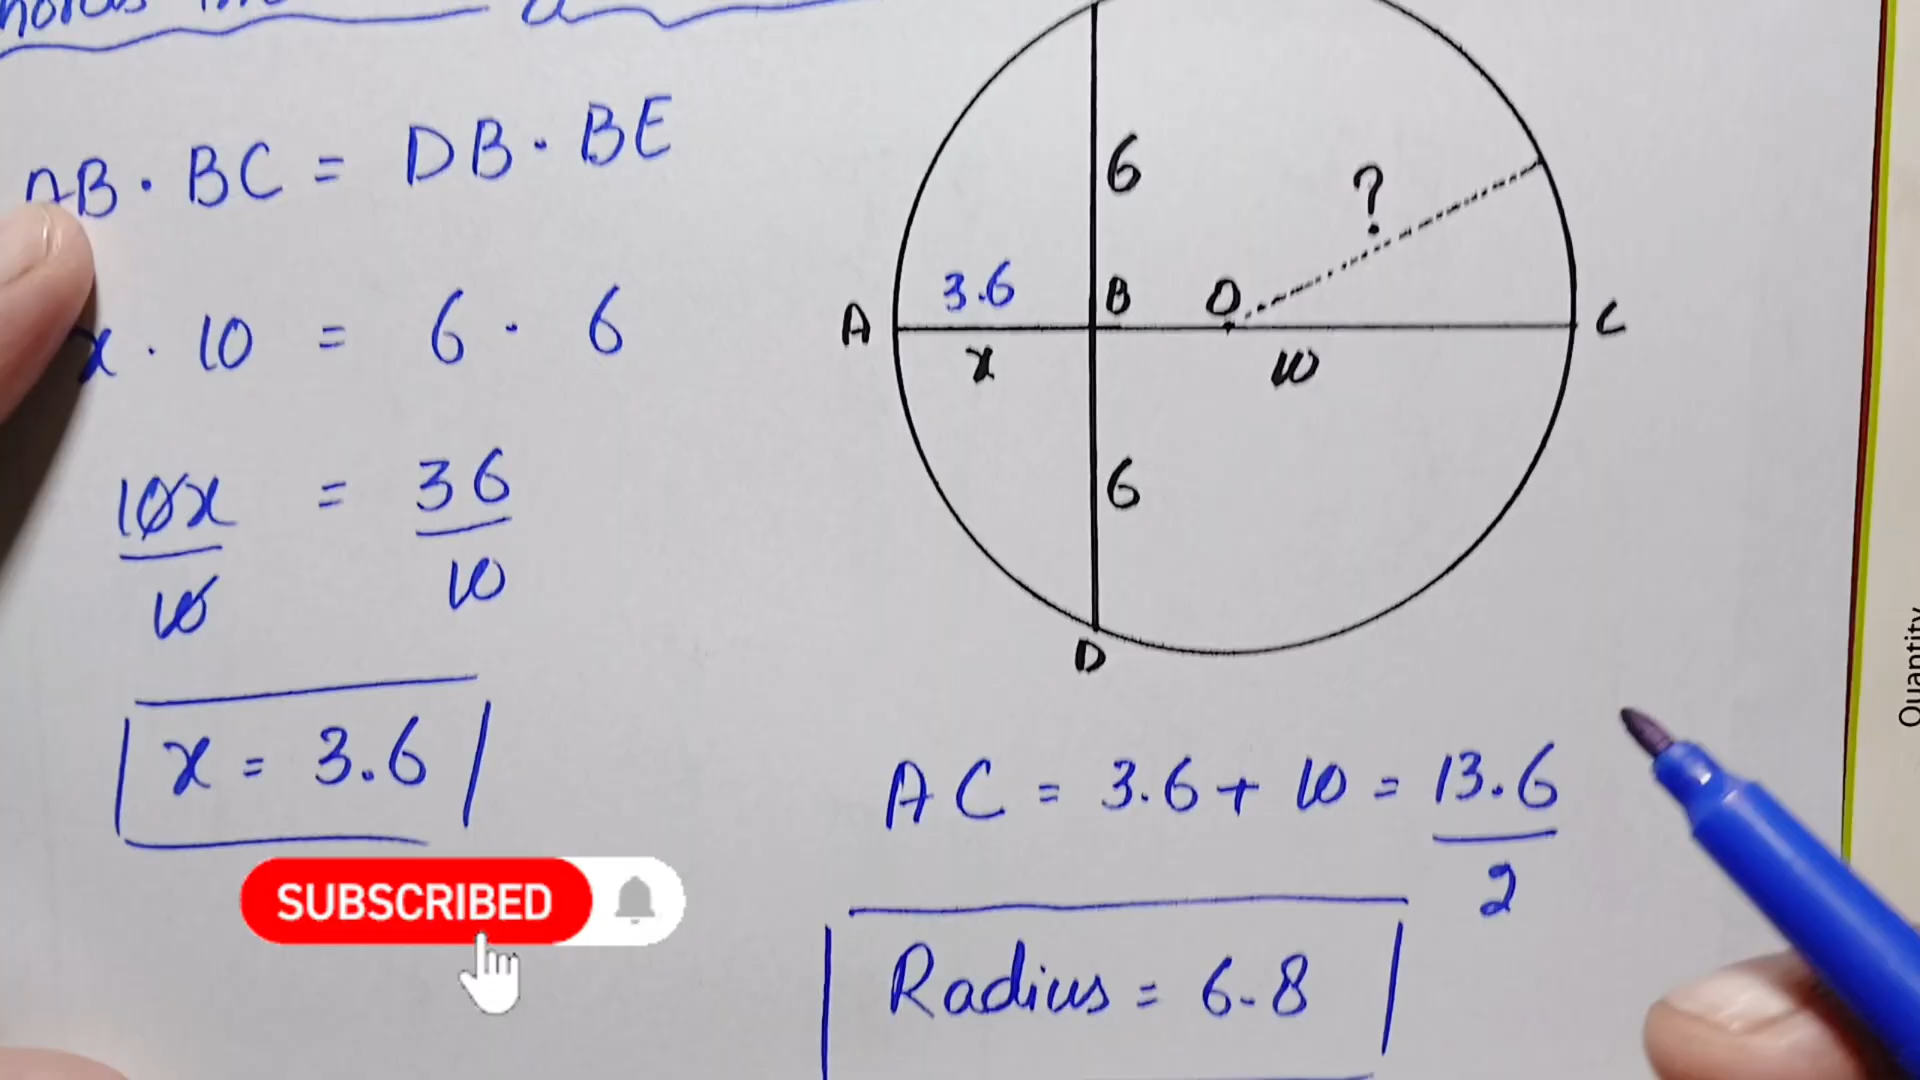 AB · BC = DB · BE
x · 10 = 6 · 6
10x = 36
10 10
x = 3.6
SUBSCRIBED
6
?
3.6 B O
A C
x 10
6
D
AC = 3.6 + 10 = 13.6
2
Radius = 6.8
Quantity